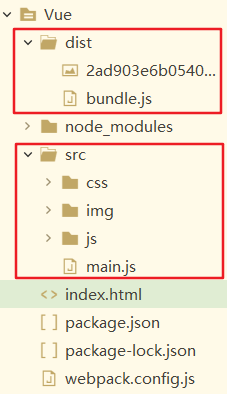 Vue
dist
2ad903e6b0540...
bundle.js
node_modules
src
css
img
js
main.js
index.html
package.json
package-lock.json
webpack.config.js